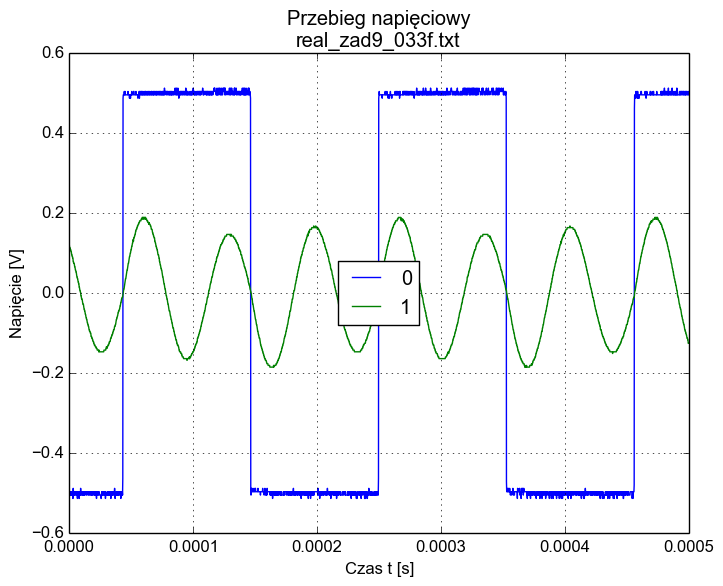 Przebieg napięciowy
real_zad9_033f.txt
Napięcie [V]
0.6
0.4
0.2
0.0
−0.2
−0.4
−0.6
0
1
0.0000 0.0001 0.0002 0.0003 0.0004 0.0005
Czas t [s]